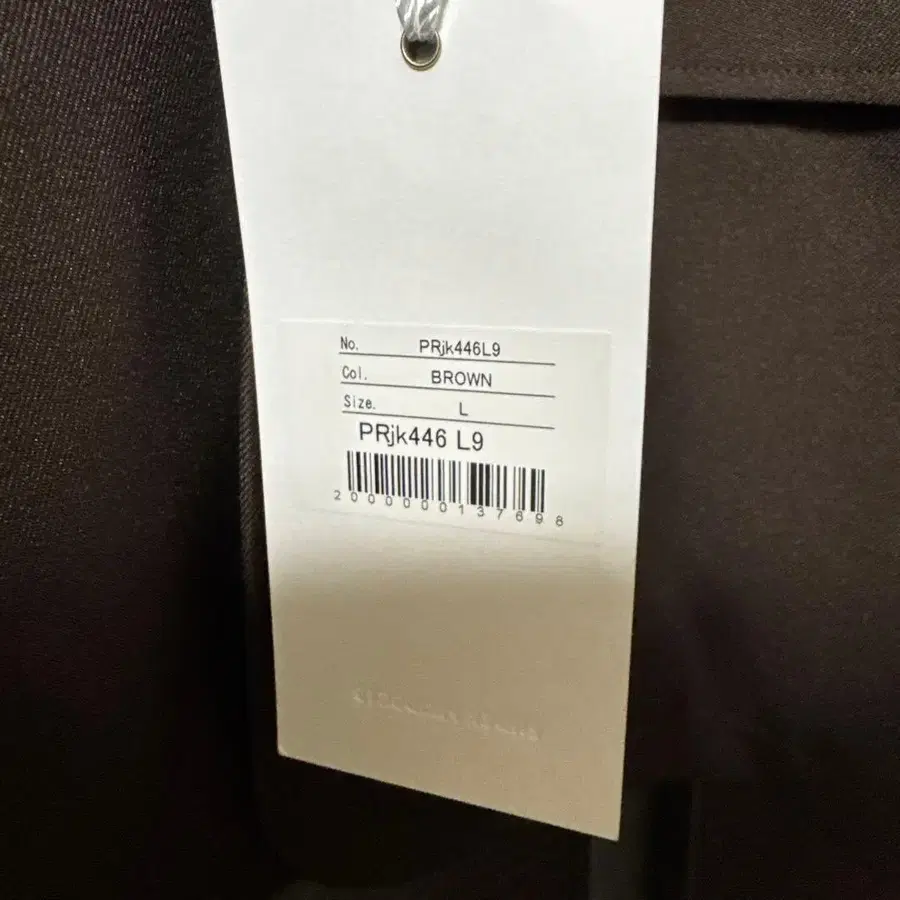 No. PRjk446L9
Col. BROWN
Size. L
PRjk446 L9
2000000137698